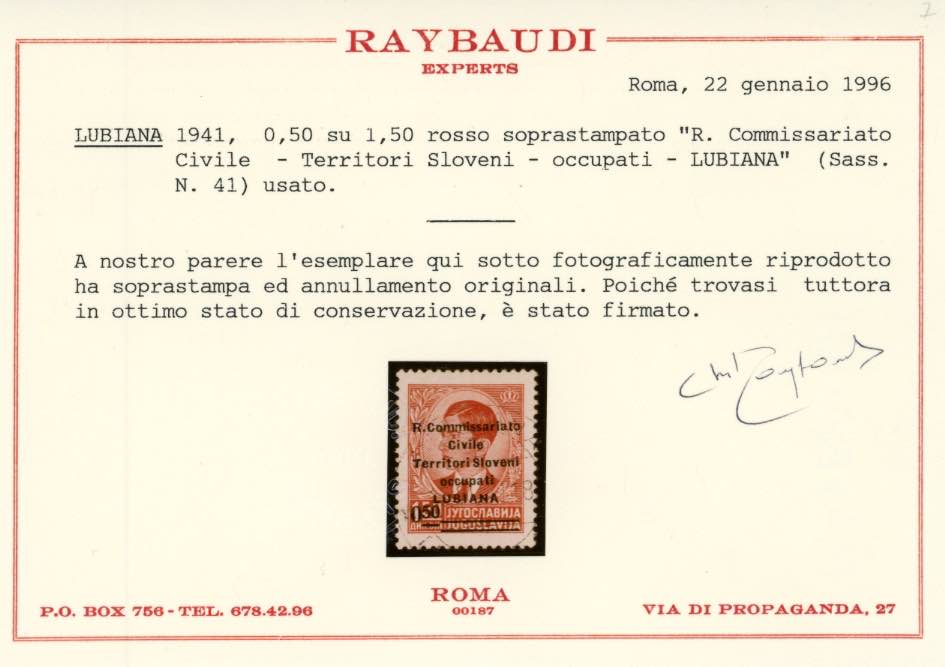 2
RAYBAUDI
EXPERTS
Roma, 22 gennaio 1996
LUBIANA 1941, 0,50 su 1,50 rosso soprastampato "R. Commissariato
Civile - Territori Sloveni - occupati - LUBIANA" (Sass.
N. 41) usato.
A nostro parere l'esemplare qui sotto fotograficamente riprodotto
ha soprastampa ed annullamento originali. Poiché trovasi tuttora
in ottimo stato di conservazione, è stato firmato.
R. Commissariato
Civile
Territori Sloveni
occupati
LUBIANA
050 ЈУГОСЛАВИЈА
JUGOSLAVIJA
ROMA
00187
P.O. BOX 756 - TEL. 678.42.96
VIA DI PROPAGANDA, 27